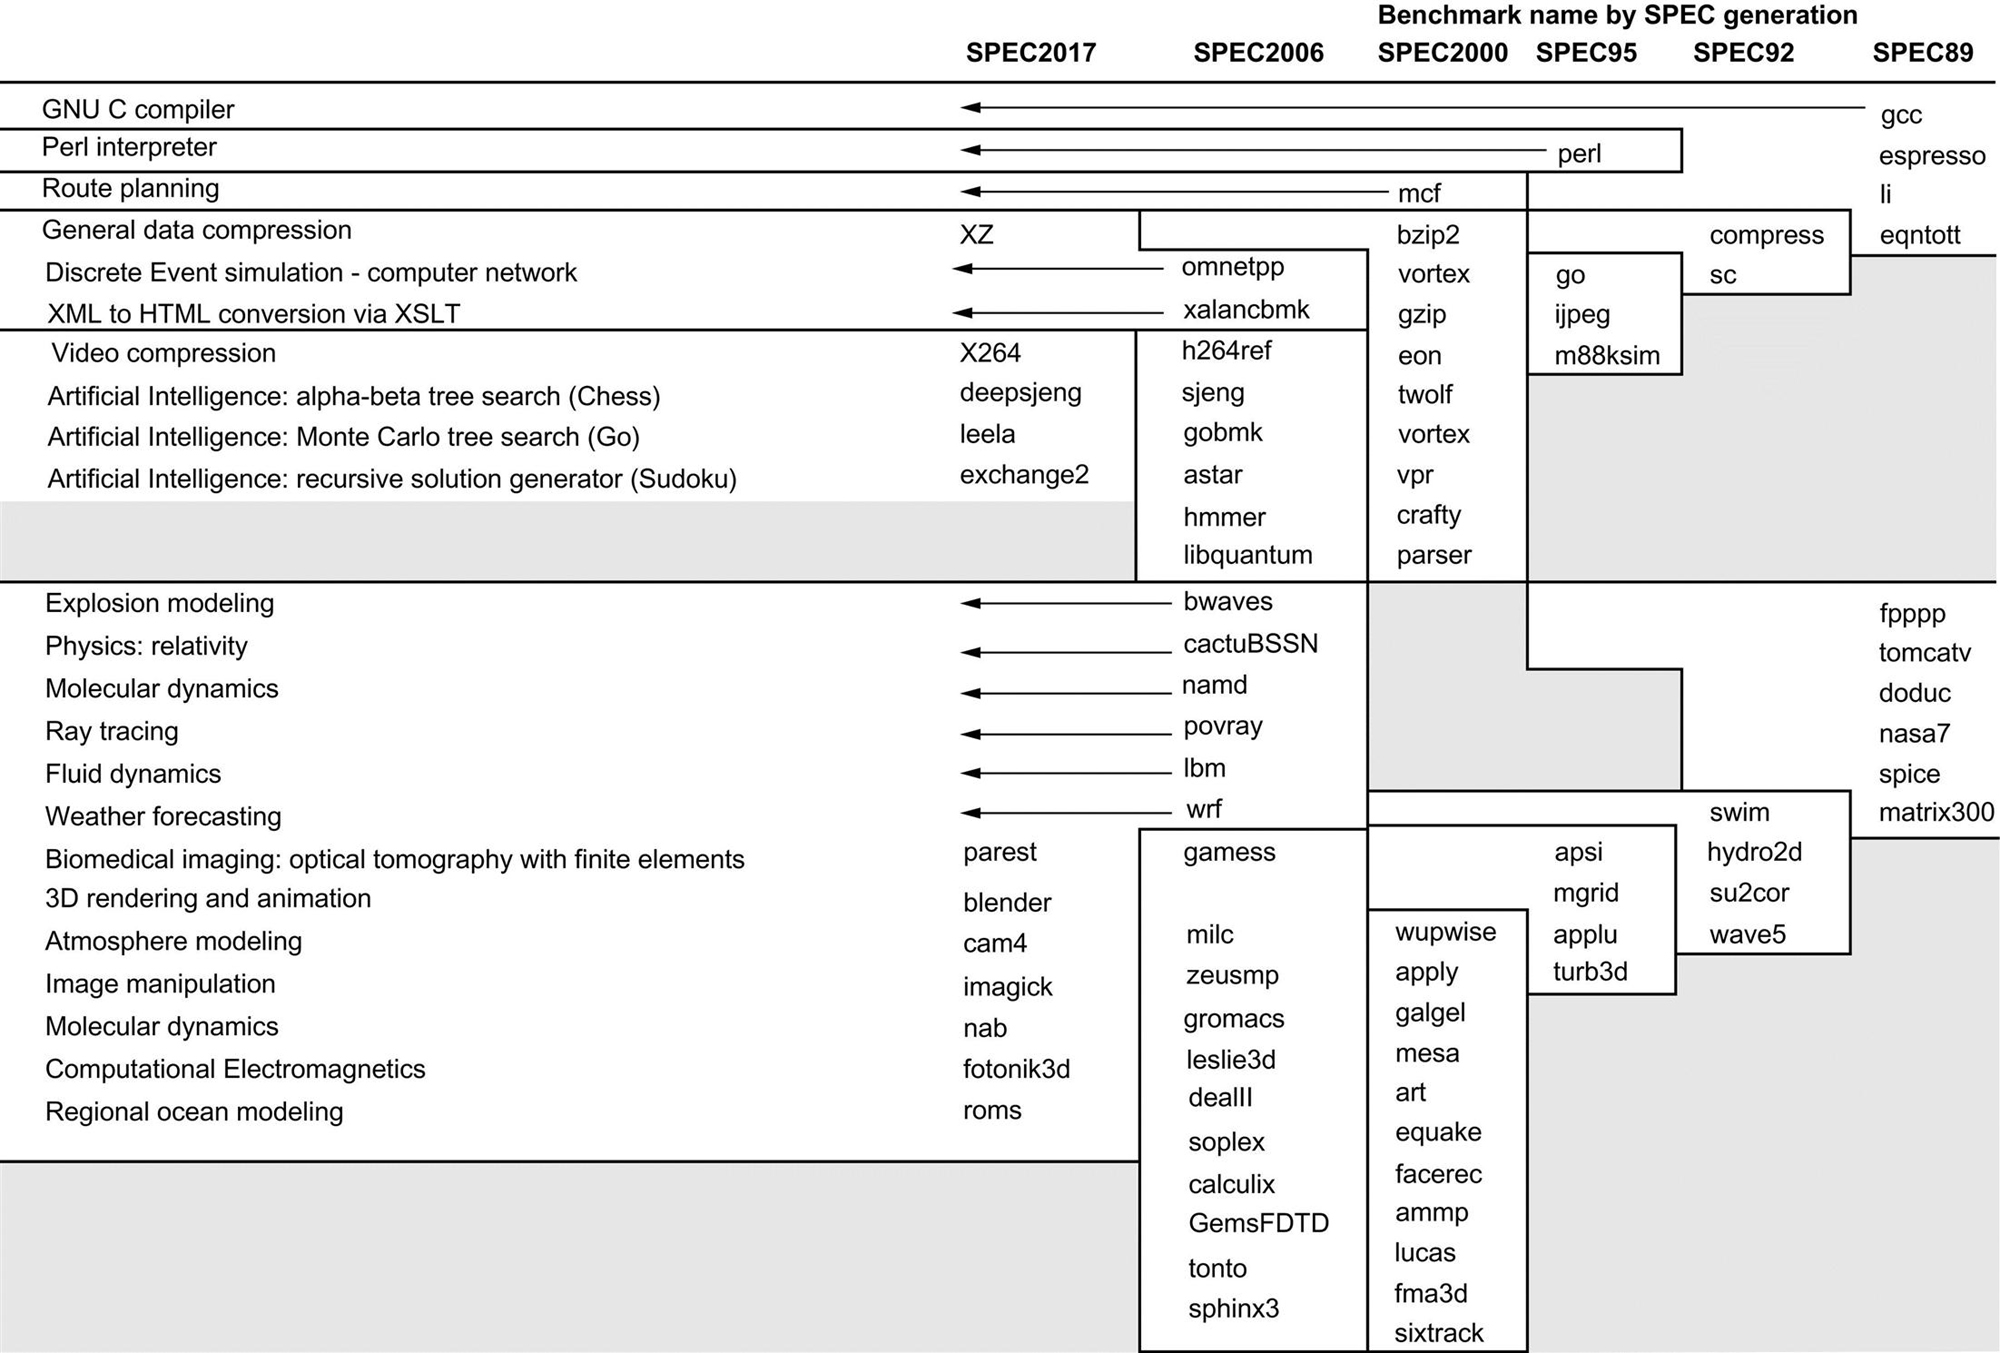 Benchmark name by SPEC generation
SPEC2017 SPEC2006 SPEC2000 SPEC95 SPEC92 SPEC89
GNU C compiler gcc
Perl interpreter perl espresso
Route planning mcf li
General data compression XZ bzip2 compress eqntott
Discrete Event simulation - computer network omnetpp vortex go sc
XML to HTML conversion via XSLT xalancbmk gzip ijpeg
Video compression X264 h264ref eon m88ksim
Artificial Intelligence: alpha-beta tree search (Chess) deepsjeng sjeng twolf
Artificial Intelligence: Monte Carlo tree search (Go) leela gobmk vortex
Artificial Intelligence: recursive solution generator (Sudoku) exchange2 astar vpr
hmmer crafty
libquantum parser
Explosion modeling bwaves fpppp
Physics: relativity cactuBSSN tomcatv
Molecular dynamics namd doduc
Ray tracing povray nasa7
Fluid dynamics lbm spice
Weather forecasting wrf swim matrix300
Biomedical imaging: optical tomography with finite elements parest gamess apsi hydro2d
3D rendering and animation blender mgrid su2cor
Atmosphere modeling cam4 milc wupwise applu wave5
Image manipulation imagick zeusmp apply turb3d
Molecular dynamics nab gromacs galgel
Computational Electromagnetics fotonik3d leslie3d mesa
Regional ocean modeling roms dealII art
soplex equake
calculix facerec
GemsFDTD ammp
tonto lucas
sphinx3 fma3d
sixtrack